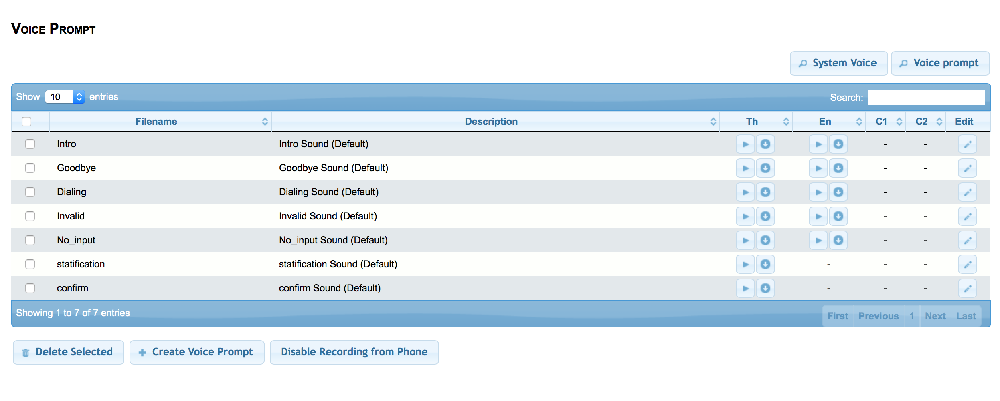 Voice Prompt
System Voice Voice prompt
Show 10 entries Search:
Filename Description Th En C1 C2 Edit
Intro Intro Sound (Default) - -
Goodbye Goodbye Sound (Default) - -
Dialing Dialing Sound (Default) - -
Invalid Invalid Sound (Default) - -
No_input No_input Sound (Default) - -
statification statification Sound (Default) - - -
confirm confirm Sound (Default) - - -
Showing 1 to 7 of 7 entries First Previous 1 Next Last
Delete Selected Create Voice Prompt Disable Recording from Phone